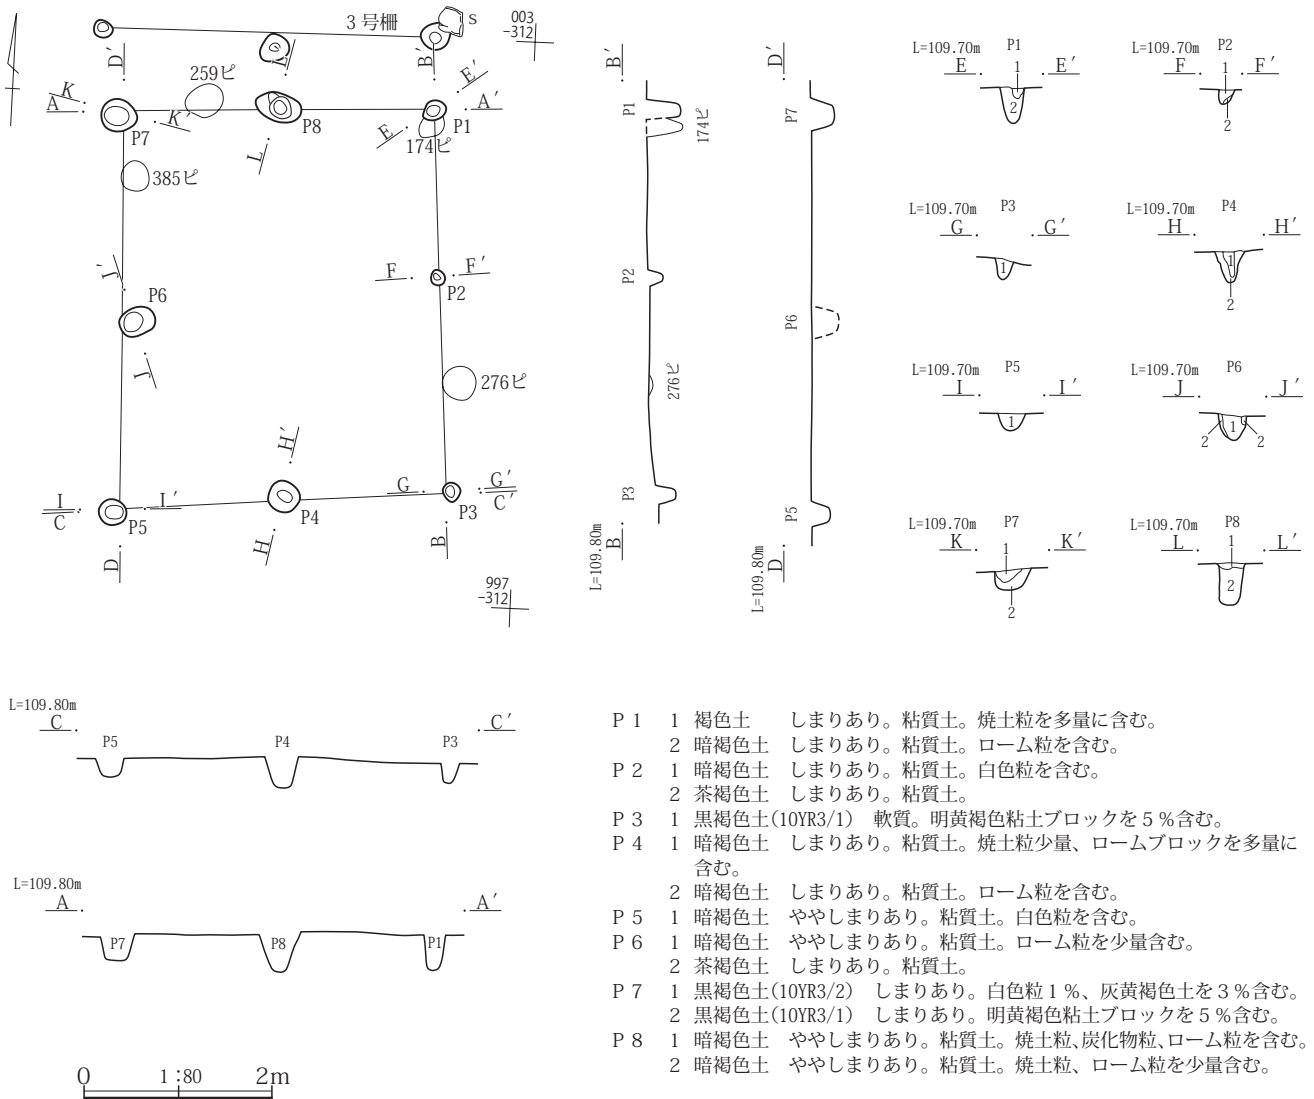 3 号柵
S
003
-312
D′
L′
B′
259ピ
E′
K
A
K′
A′
P7
P8
E
P1
174ピ
L
385ピ
J′
F
F′
P6
P2
J
276ピ
H′
I
I′
G
G′
C
C′
P5
P4
P3
D
H
B
997
-312
B′
P1
174ピ
P2
276ピ
P3
B
L=109.80m
D′
P7
P6
P5
D
L=109.80m
L=109.70m P1
E 1 E′
2
L=109.70m P2
F 1 F′
2
L=109.70m P3
G G′
1
L=109.70m P4
H H′
1
2
L=109.70m P5
I I′
1
L=109.70m P6
J J′
2 1 2
L=109.70m P7
K 1 K′
2
L=109.70m P8
L 1 L′
2
L=109.80m
C C′
P5 P4 P3
L=109.80m
A A′
P7 P8 P1
0 1:80 2m
P 1 1 褐色土 しまりあり。粘質土。焼土粒を多量に含む。
2 暗褐色土 しまりあり。粘質土。ローム粒を含む。
P 2 1 暗褐色土 しまりあり。粘質土。白色粒を含む。
2 茶褐色土 しまりあり。粘質土。
P 3 1 黒褐色土(10YR3/1) 軟質。明黄褐色粘土ブロックを5％含む。
P 4 1 暗褐色土 しまりあり。粘質土。焼土粒少量、ロームブロックを多量に
含む。
2 暗褐色土 しまりあり。粘質土。ローム粒を含む。
P 5 1 暗褐色土 ややしまりあり。粘質土。白色粒を含む。
P 6 1 暗褐色土 ややしまりあり。粘質土。ローム粒を少量含む。
2 茶褐色土 しまりあり。粘質土。
P 7 1 黒褐色土(10YR3/2) しまりあり。白色粒1％、灰黄褐色土を3％含む。
2 黒褐色土(10YR3/1) しまりあり。明黄褐色粘土ブロックを5％含む。
P 8 1 暗褐色土 ややしまりあり。粘質土。焼土粒、炭化物粒、ローム粒を含む。
2 暗褐色土 ややしまりあり。粘質土。焼土粒、ローム粒を少量含む。